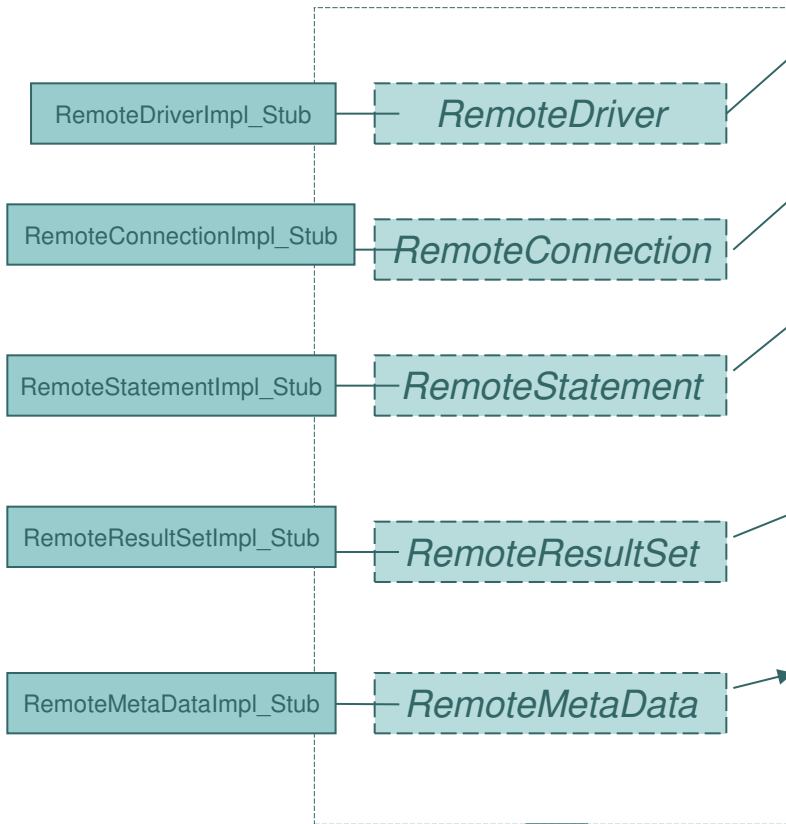 RemoteDriverImpl_Stub
RemoteDriver
RemoteConnectionImpl_Stub
RemoteConnection
RemoteStatementImpl_Stub
RemoteStatement
RemoteResultSetImpl_Stub
RemoteResultSet
RemoteMetaDataImpl_Stub
RemoteMetaData